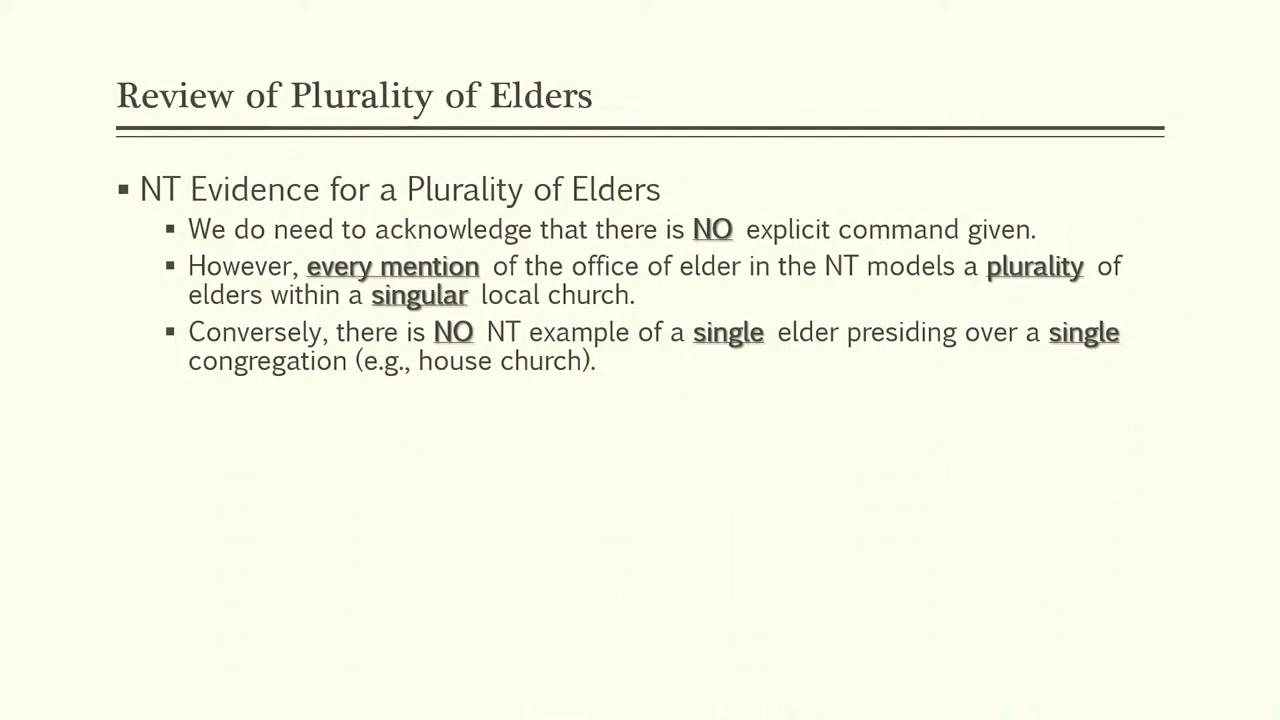 Review of Plurality of Elders
▪ NT Evidence for a Plurality of Elders
▪ We do need to acknowledge that there is NO explicit command given.
▪ However, every mention of the office of elder in the NT models a plurality of
elders within a singular local church.
▪ Conversely, there is NO NT example of a single elder presiding over a single
congregation (e.g., house church).